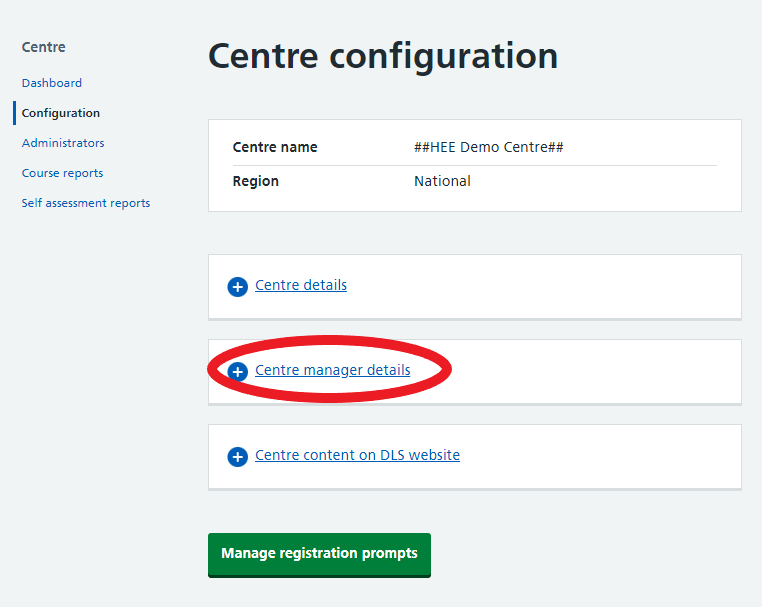 Centre
Dashboard
Configuration
Administrators
Course reports
Self assessment reports
Centre configuration
Centre name ##HEE Demo Centre##
Region National
Centre details
Centre manager details
Centre content on DLS website
Manage registration prompts